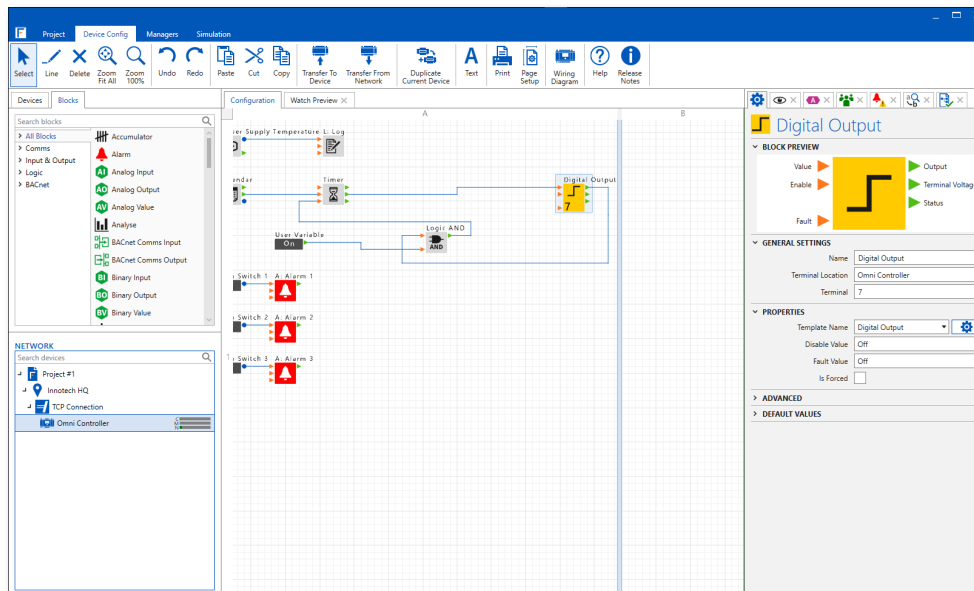 F
Project Device Config Managers Simulation
Select Line Delete Zoom Fit All Zoom 100% Undo Redo Paste Cut Copy Transfer To Device Transfer From Network Duplicate Current Device Text Print Page Setup Wiring Diagram Help Release Notes
Devices Blocks
Search blocks
All Blocks
Comms
Input & Output
Logic
BACnet
Accumulator
Alarm
AI Analog Input
AO Analog Output
AV Analog Value
Analyse
BACnet Comms Input
BACnet Comms Output
BI Binary Input
BO Binary Output
BV Binary Value
NETWORK
Search devices
F Project #1
Innotech HQ
TCP Connection
Omni Controller
C
M
N
Configuration Watch Preview
A B
er Supply Temperature L: Log
endar Timer Digital Output
7
User Variable
On
Logic AND
AND
Switch 1 A: Alarm 1
Switch 2 A: Alarm 2
1
Switch 3 A: Alarm 3
Digital Output
BLOCK PREVIEW
Value
Enable
Fault
Output
Terminal Voltag
Status
GENERAL SETTINGS
Name Digital Output
Terminal Location Omni Controller
Terminal 7
PROPERTIES
Template Name Digital Output
Disable Value Off
Fault Value Off
Is Forced
ADVANCED
DEFAULT VALUES